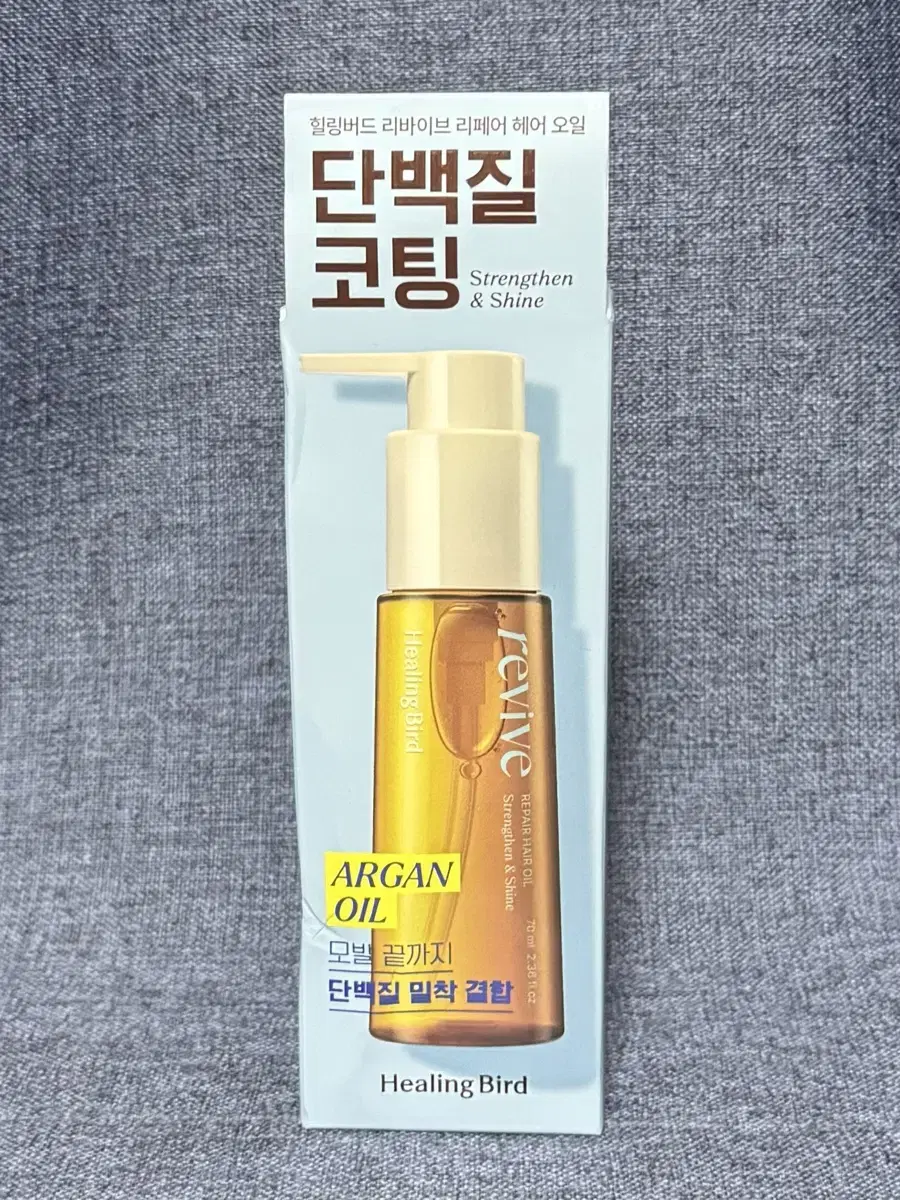 힐링버드 리바이브 리페어 헤어 오일
단백질
코팅
Strengthen
& Shine
Healing Bird
revive
REPAIR HAIR OIL
Strengthen & Shine
70 ml 2.36 fl.oz
ARGAN
OIL
모발 끝까지
단백질 밀착 결합
Healing Bird